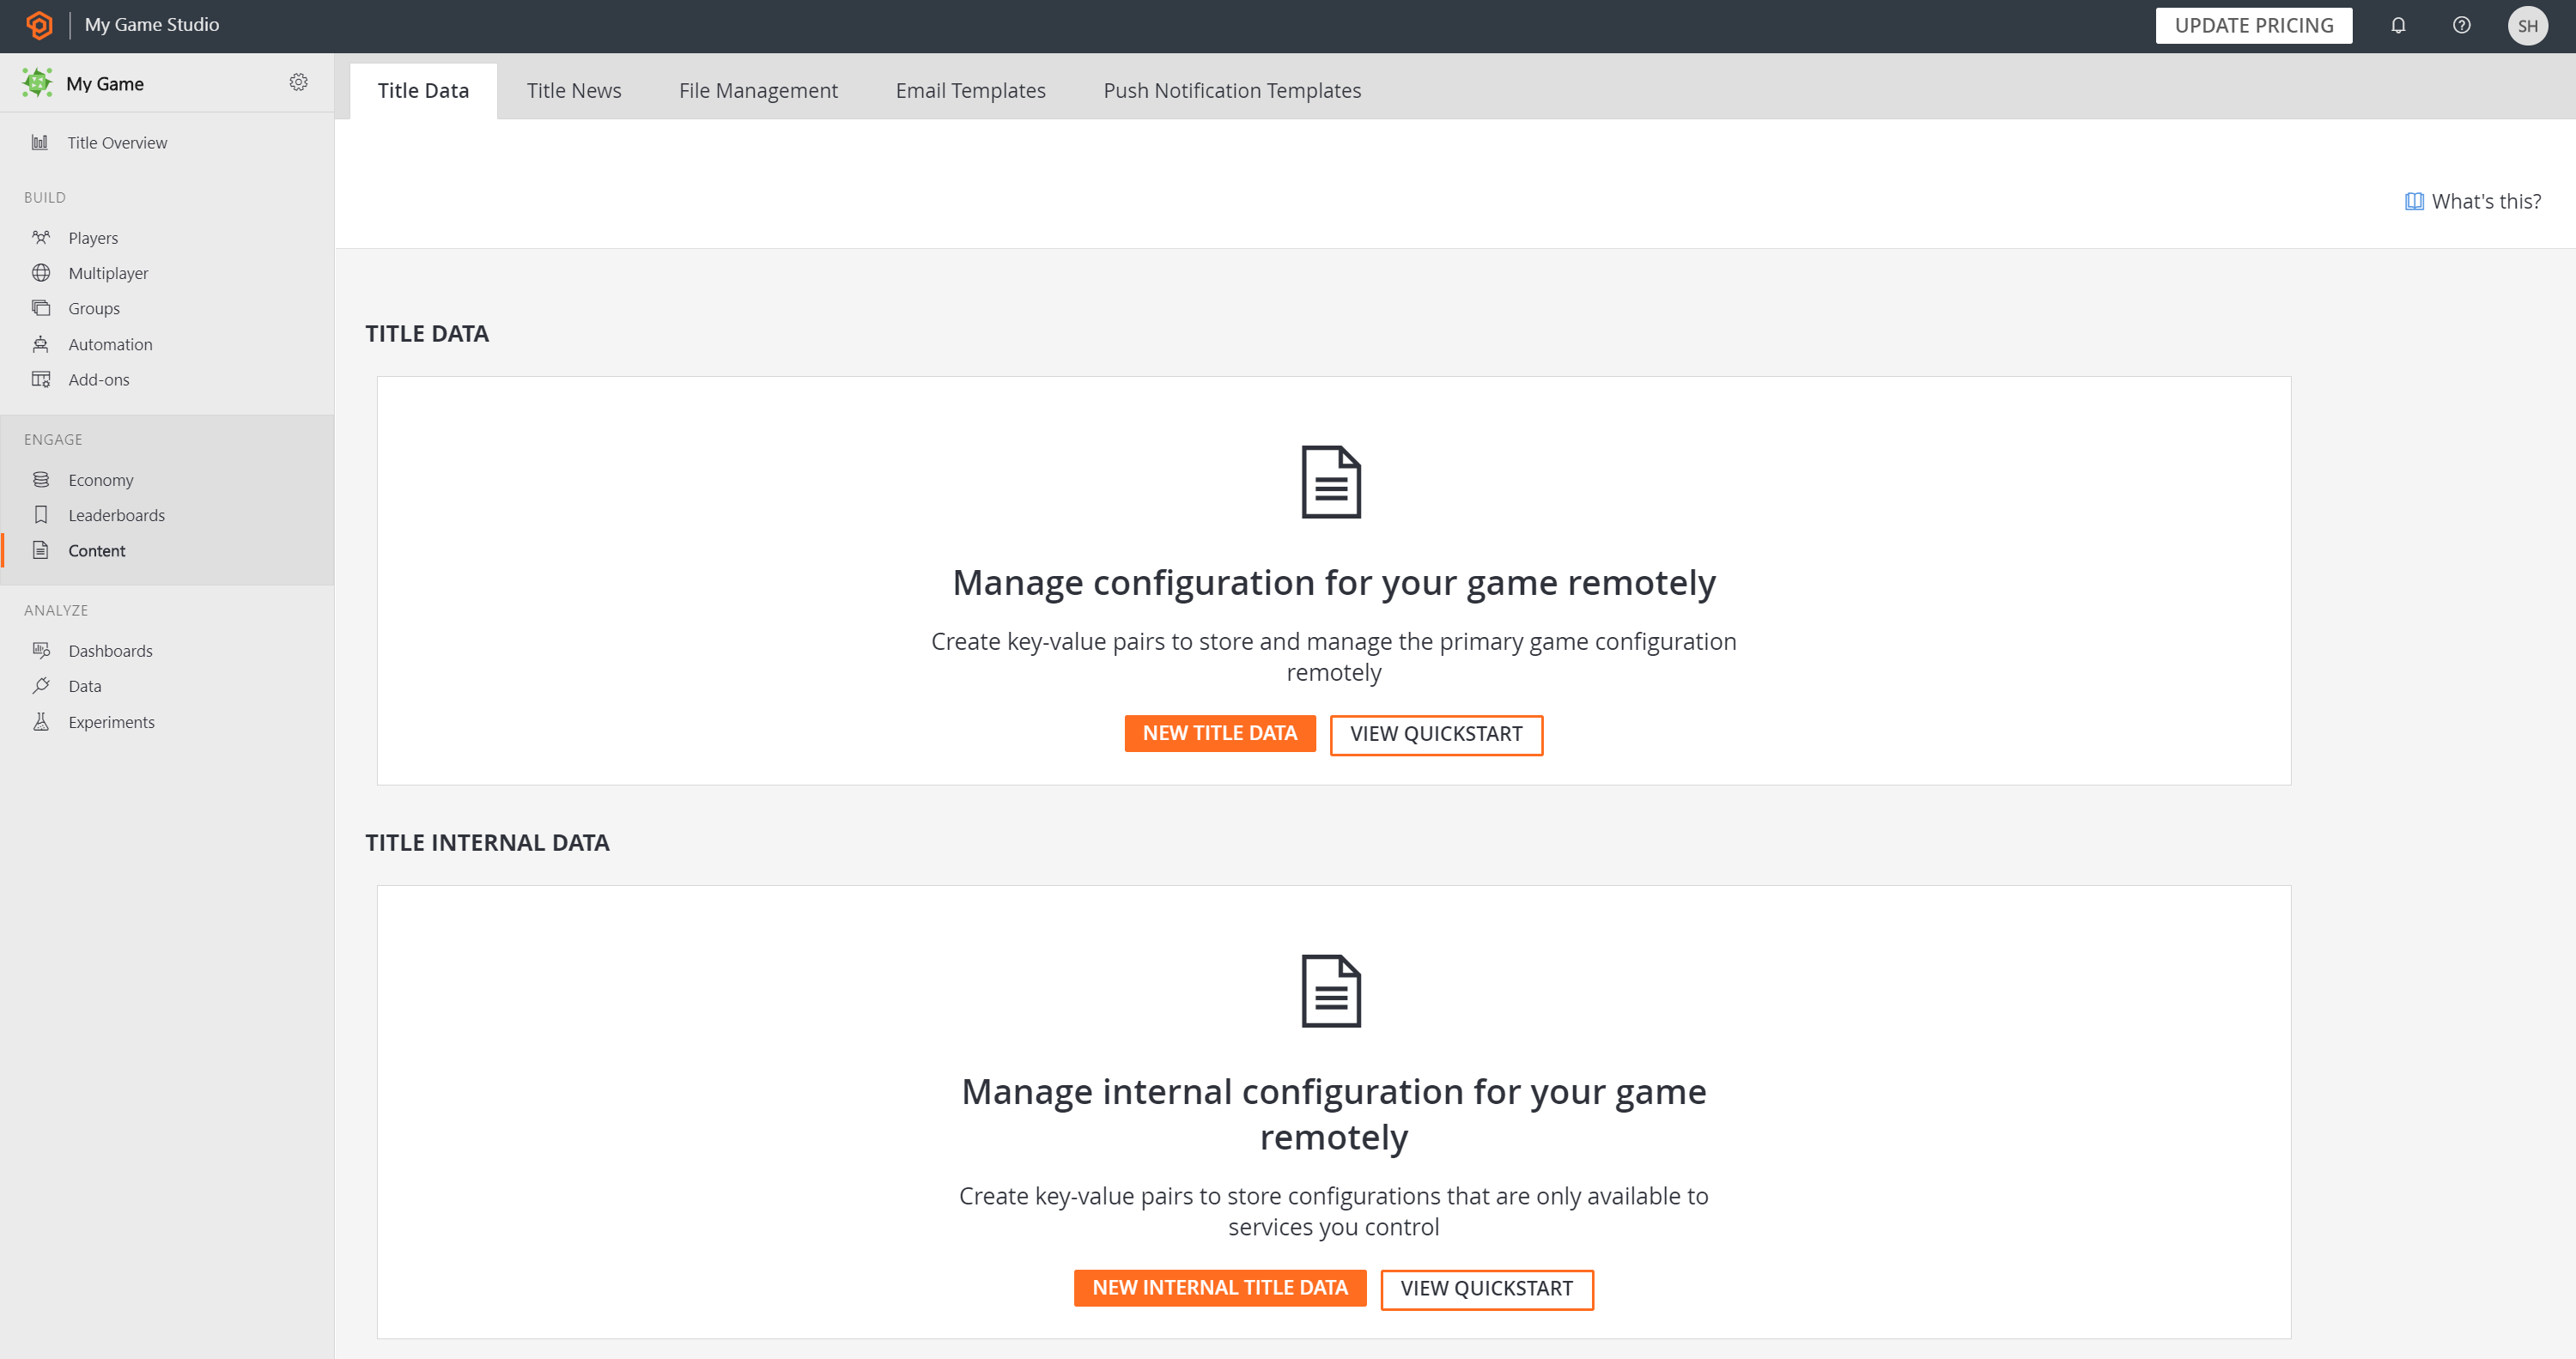 My Game Studio
UPDATE PRICING
SH
My Game
Title Overview
BUILD
Players
Multiplayer
Groups
Automation
Add-ons
ENGAGE
Economy
Leaderboards
Content
ANALYZE
Dashboards
Data
Experiments
Title Data
Title News
File Management
Email Templates
Push Notification Templates
What's this?
TITLE DATA
Manage configuration for your game remotely
Create key-value pairs to store and manage the primary game configuration
remotely
NEW TITLE DATA
VIEW QUICKSTART
TITLE INTERNAL DATA
Manage internal configuration for your game
remotely
Create key-value pairs to store configurations that are only available to
services you control
NEW INTERNAL TITLE DATA
VIEW QUICKSTART